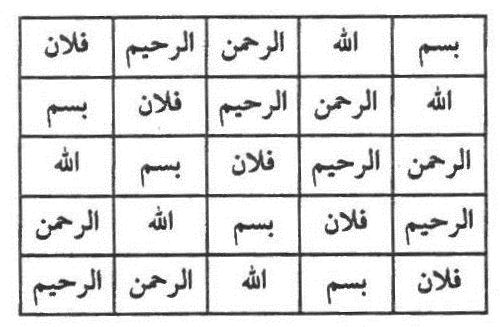 بسم الله الرحمن الرحيم فلان
الله الرحمن الرحيم فلان بسم
الرحمن الرحيم فلان بسم الله
الرحيم فلان بسم الله الرحمن
فلان بسم الله الرحمن الرحيم